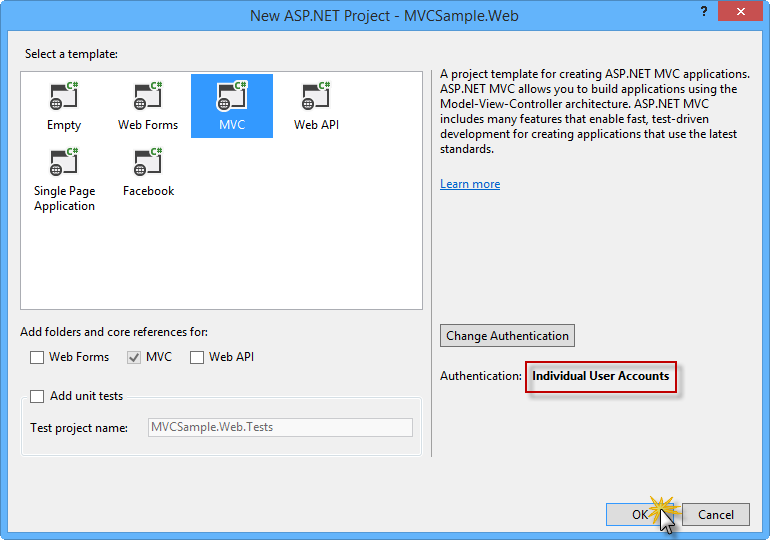 New ASP.NET Project - MVCSample.Web
?
Select a template:
C# C# C# C#
Empty Web Forms MVC Web API
C# C#
Single Page Facebook
Application
A project template for creating ASP.NET MVC applications.
ASP.NET MVC allows you to build applications using the
Model-View-Controller architecture. ASP.NET MVC
includes many features that enable fast, test-driven
development for creating applications that use the latest
standards.
Learn more
Add folders and core references for:
Web Forms MVC Web API
Add unit tests
Test project name: MVCSample.Web.Tests
Change Authentication
Authentication: Individual User Accounts
OK Cancel